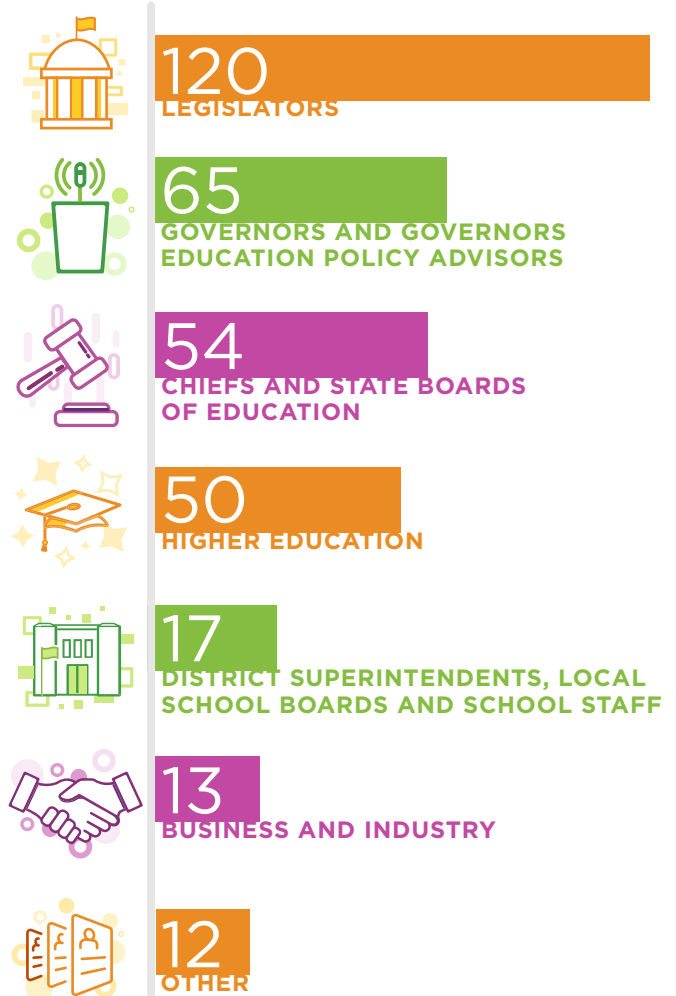 120
LEGISLATORS
65
GOVERNORS AND GOVERNORS
EDUCATION POLICY ADVISORS
54
CHIEFS AND STATE BOARDS
OF EDUCATION
50
HIGHER EDUCATION
17
DISTRICT SUPERINTENDENTS, LOCAL
SCHOOL BOARDS AND SCHOOL STAFF
13
BUSINESS AND INDUSTRY
12
OTHER